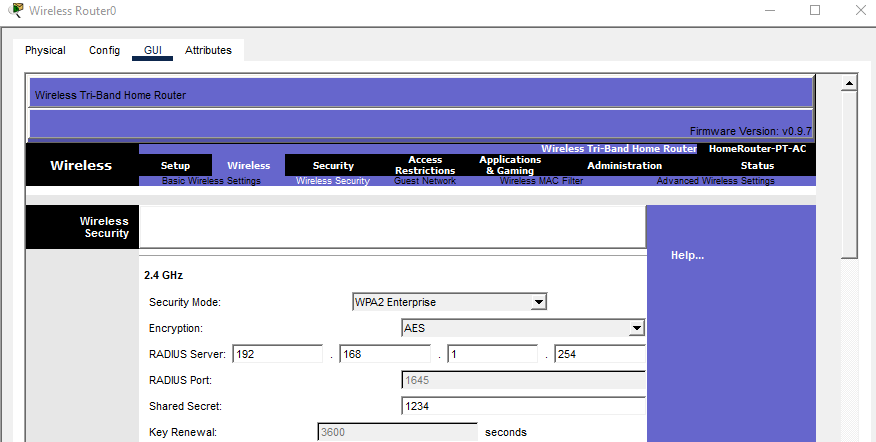 Wireless Router0
Physical Config GUI Attributes
Wireless Tri-Band Home Router
Firmware Version: v0.9.7
Wireless Tri-Band Home Router HomeRouter-PT-AC
Wireless Setup Wireless Security Access Restrictions Applications & Gaming Administration Status
Basic Wireless Settings Wireless Security Guest Network Wireless MAC Filter Advanced Wireless Settings
Wireless Security
Help...
2.4 GHz
Security Mode: WPA2 Enterprise
Encryption: AES
RADIUS Server: 192 . 168 . 1 . 254
RADIUS Port: 1645
Shared Secret: 1234
Key Renewal: 3600 seconds